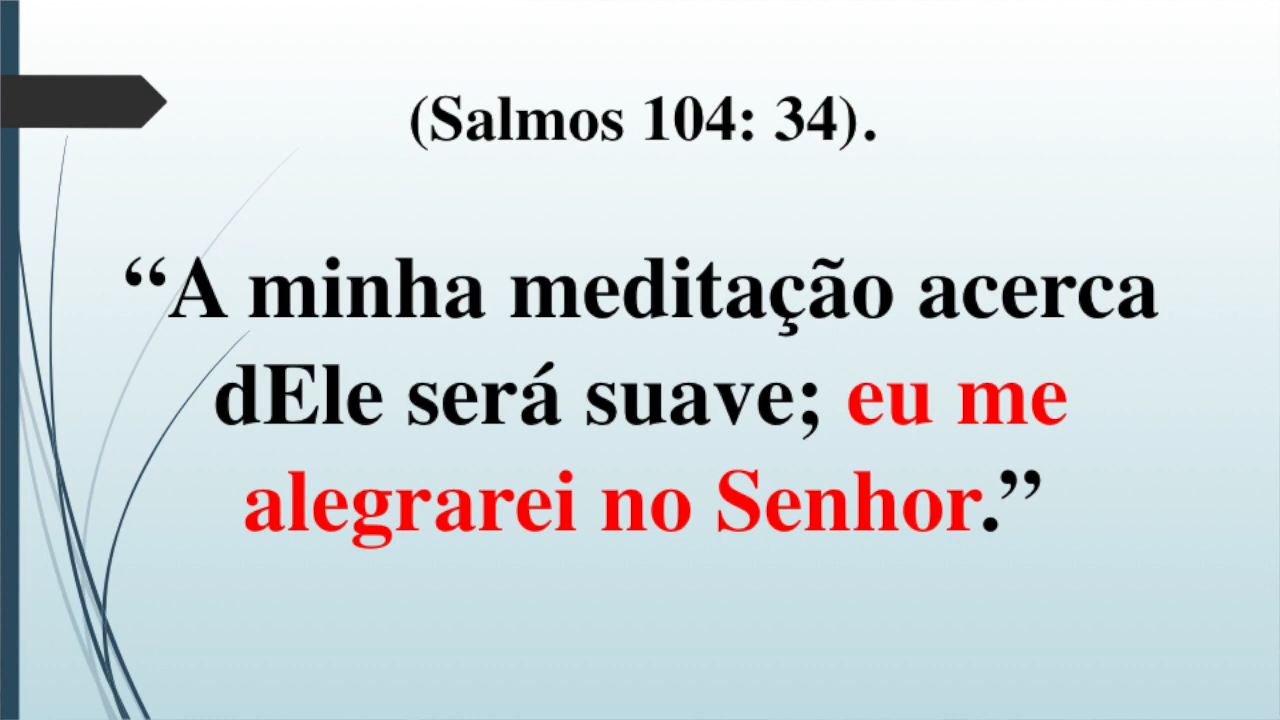 (Salmos 104: 34).
“A minha meditação acerca
dEle será suave; eu me
alegrarei no Senhor.”